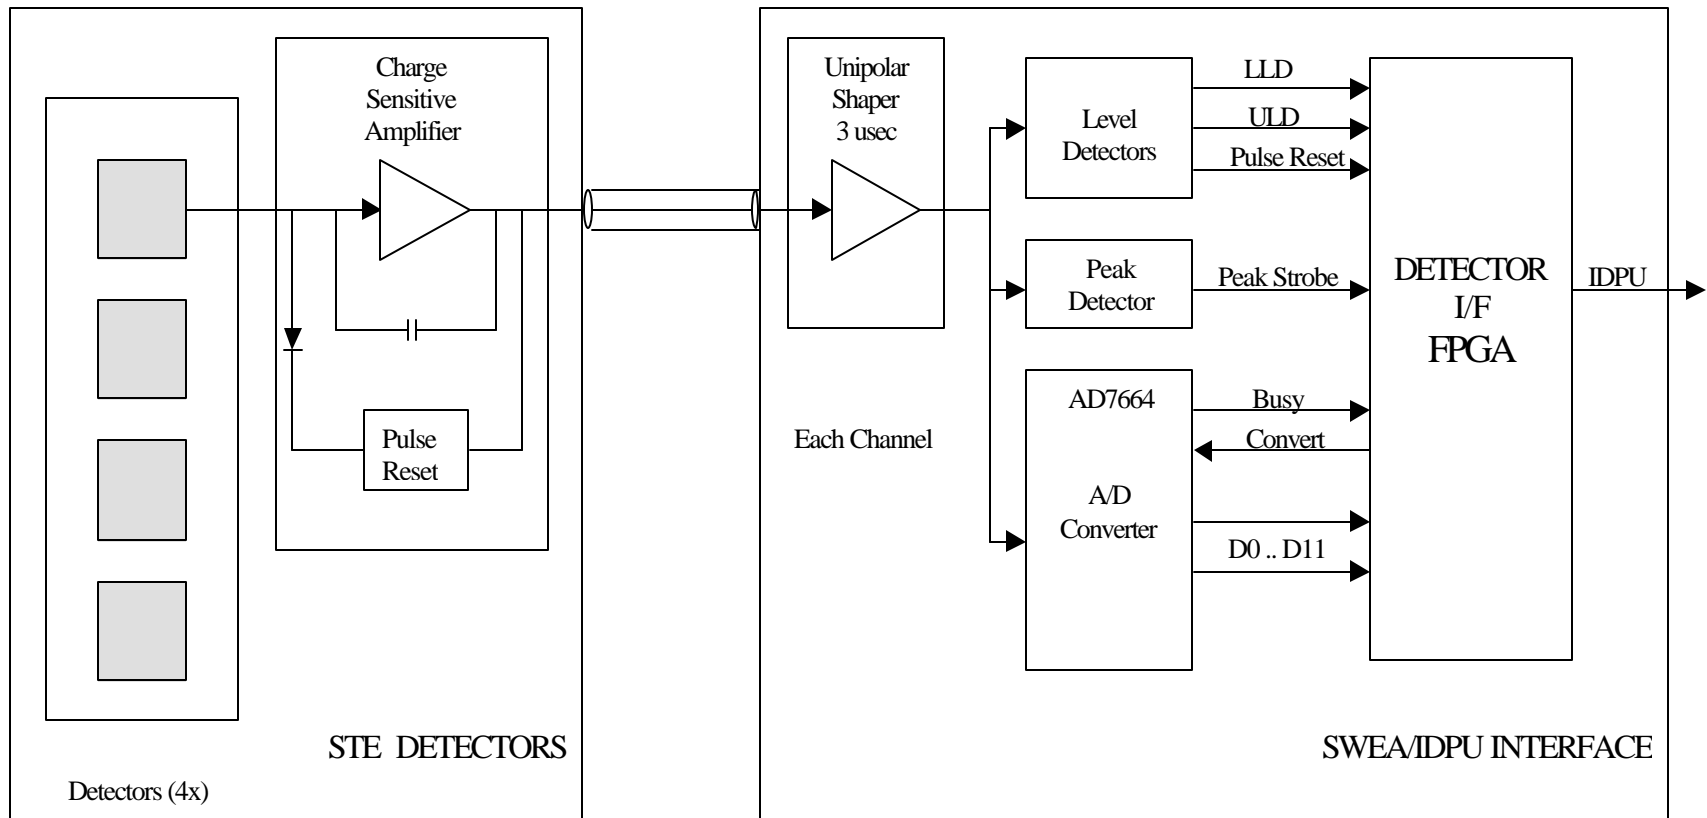 Charge
Sensitive
Amplifier
Pulse
Reset
STE DETECTORS
Detectors (4x)
Unipolar
Shaper
3 usec
Each Channel
Level
Detectors
LLD
ULD
Pulse Reset
Peak
Detector
Peak Strobe
AD7664
A/D
Converter
Busy
Convert
D0 .. D11
DETECTOR
I/F
FPGA
IDPU
SWEA/IDPU INTERFACE